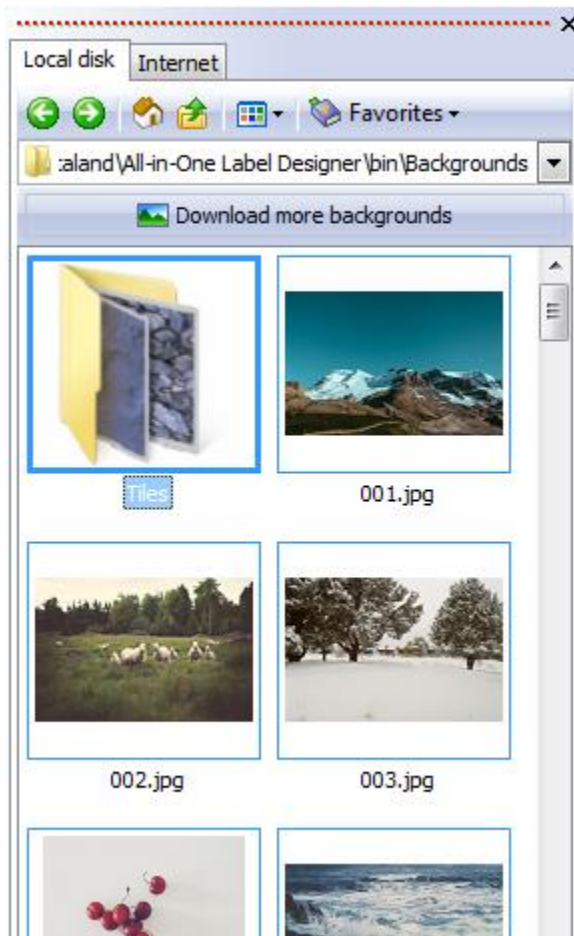 Local disk
Internet
Favorites
:aland\All-in-One Label Designer\bin\Backgrounds
Download more backgrounds
Tiles
001.jpg
002.jpg
003.jpg